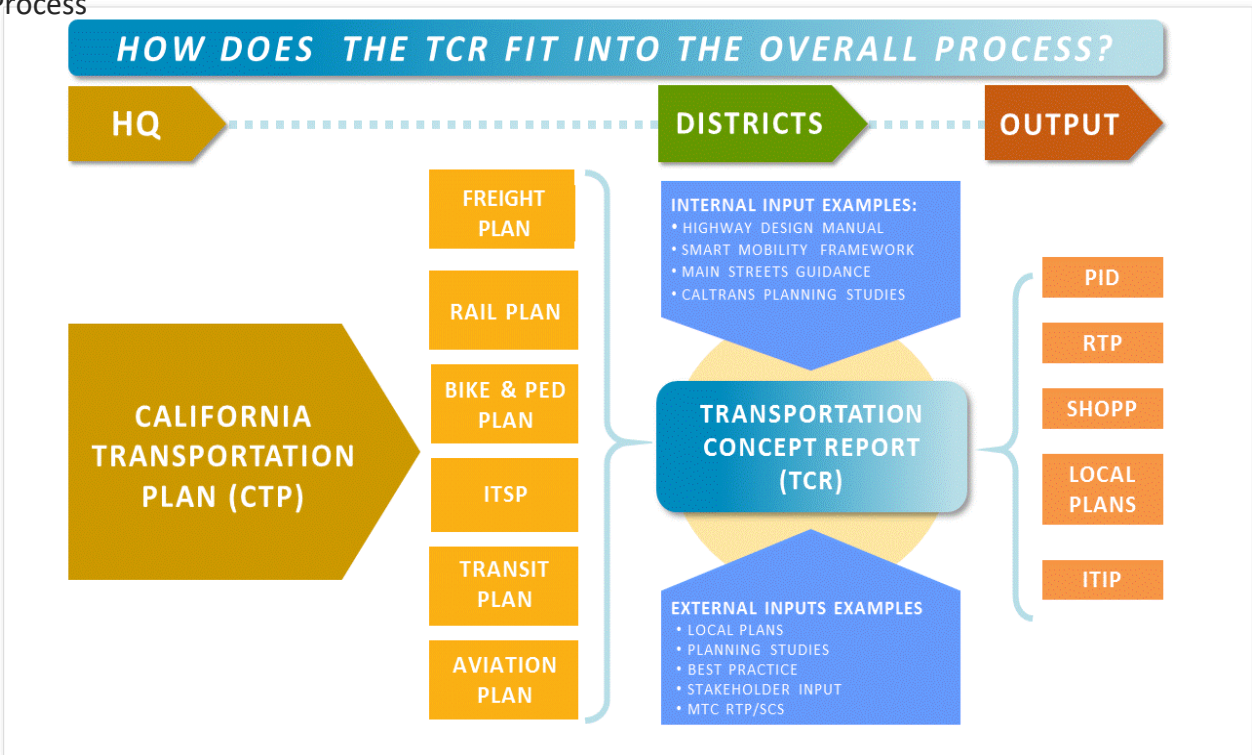 Process
HOW DOES THE TCR FIT INTO THE OVERALL PROCESS?
HQ
DISTRICTS
OUTPUT
CALIFORNIA
TRANSPORTATION
PLAN (CTP)
FREIGHT
PLAN
RAIL PLAN
BIKE & PED
PLAN
ITSP
TRANSIT
PLAN
AVIATION
PLAN
INTERNAL INPUT EXAMPLES:
• HIGHWAY DESIGN MANUAL
• SMART MOBILITY FRAMEWORK
• MAIN STREETS GUIDANCE
• CALTRANS PLANNING STUDIES
TRANSPORTATION
CONCEPT REPORT
(TCR)
EXTERNAL INPUTS EXAMPLES
• LOCAL PLANS
• PLANNING STUDIES
• BEST PRACTICE
• STAKEHOLDER INPUT
• MTC RTP/SCS
PID
RTP
SHOPP
LOCAL
PLANS
ITIP